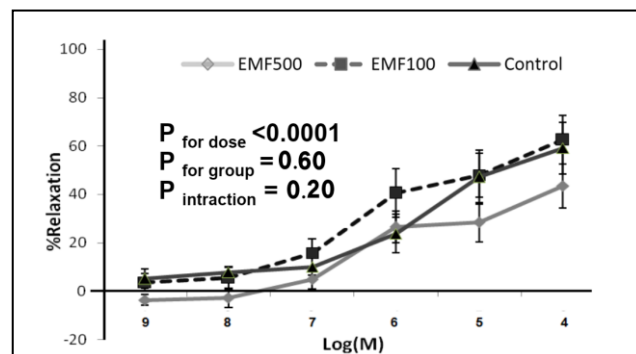 100
EMF500 EMF100 Control
80
P for dose <0.0001
60
P for group = 0.60
P intraction = 0.20
40
20
0
-20
%Relaxation
9 8 7 6 5 4
Log(M)